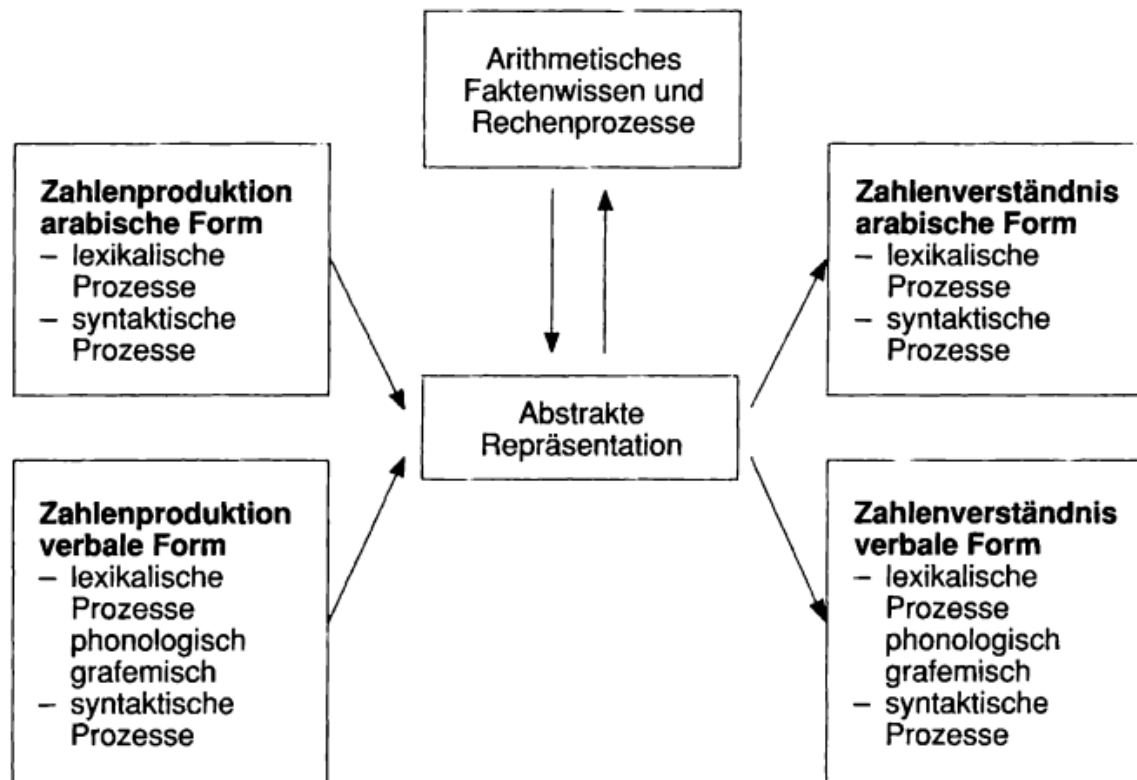 Arithmetisches
Faktenwissen und
Rechenprozesse
Zahlenproduktion
arabische Form
– lexikalische
Prozesse
– syntaktische
Prozesse
Zahlenverständnis
arabische Form
– lexikalische
Prozesse
– syntaktische
Prozesse
Abstrakte
Repräsentation
Zahlenproduktion
verbale Form
– lexikalische
Prozesse
phonologisch
grafemisch
– syntaktische
Prozesse
Zahlenverständnis
verbale Form
– lexikalische
Prozesse
phonologisch
grafemisch
– syntaktische
Prozesse